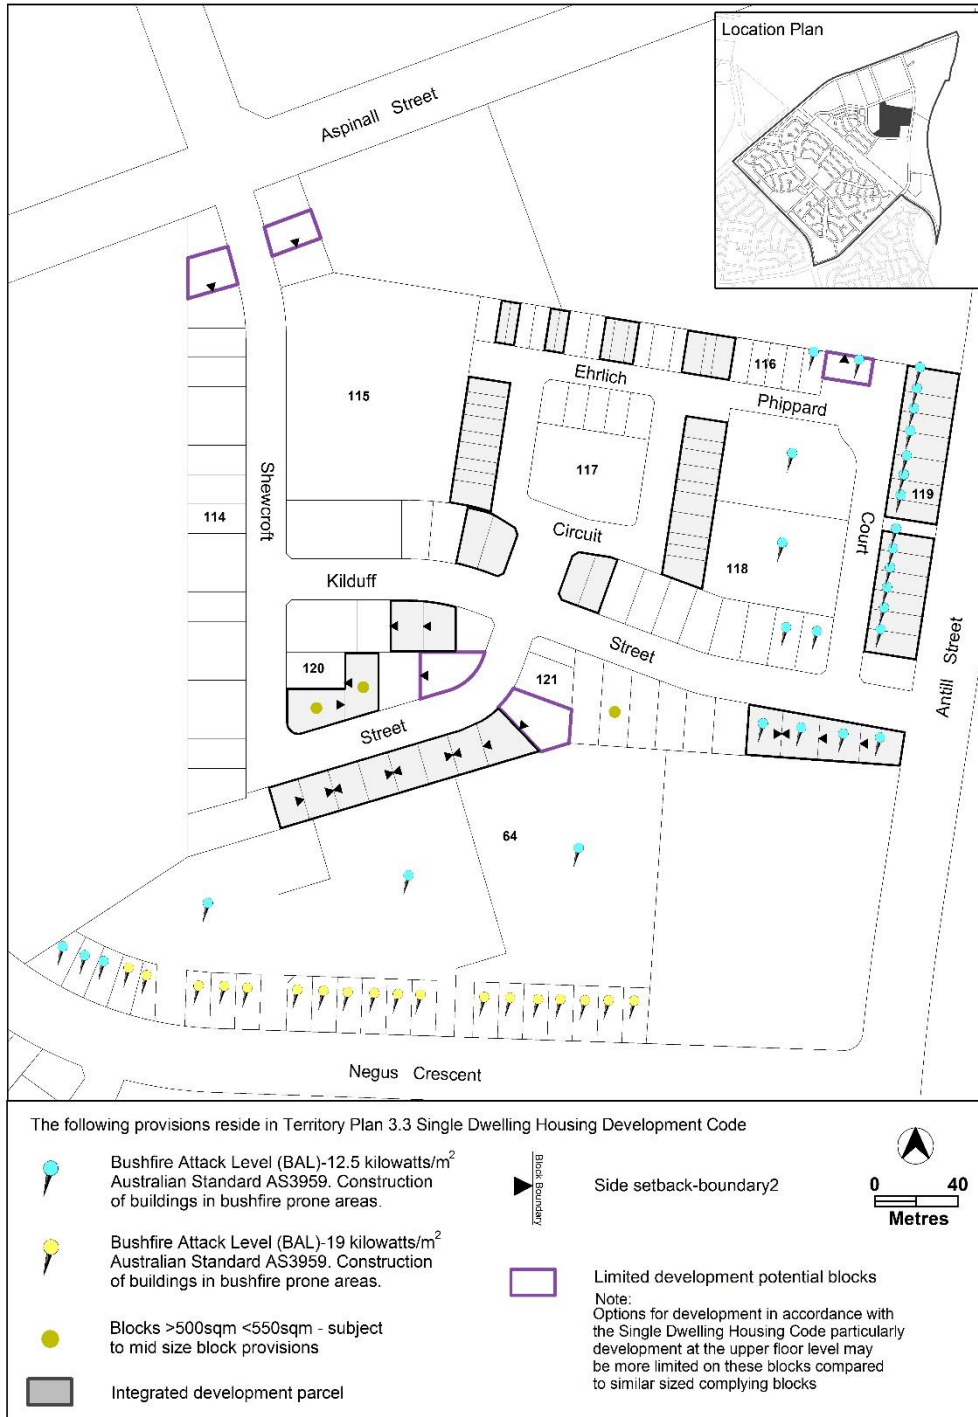 Location Plan
Aspinall Street
Ehrlich
116
Phippard
115
Shewcroft
117
119
114
Circuit
Court
118
Kilduff
Street
120
121
Antill Street
Street
64
Negus Crescent
The following provisions reside in Territory Plan 3.3 Single Dwelling Housing Development Code
Bushfire Attack Level (BAL)-12.5 kilowatts/m²
Australian Standard AS3959. Construction
of buildings in bushfire prone areas.
Bushfire Attack Level (BAL)-19 kilowatts/m²
Australian Standard AS3959. Construction
of buildings in bushfire prone areas.
Blocks >500sqm <550sqm - subject
to mid size block provisions
Integrated development parcel
Block Boundary
Side setback-boundary2
0 40
Metres
Limited development potential blocks
Note:
Options for development in accordance with
the Single Dwelling Housing Code particularly
development at the upper floor level may
be more limited on these blocks compared
to similar sized complying blocks